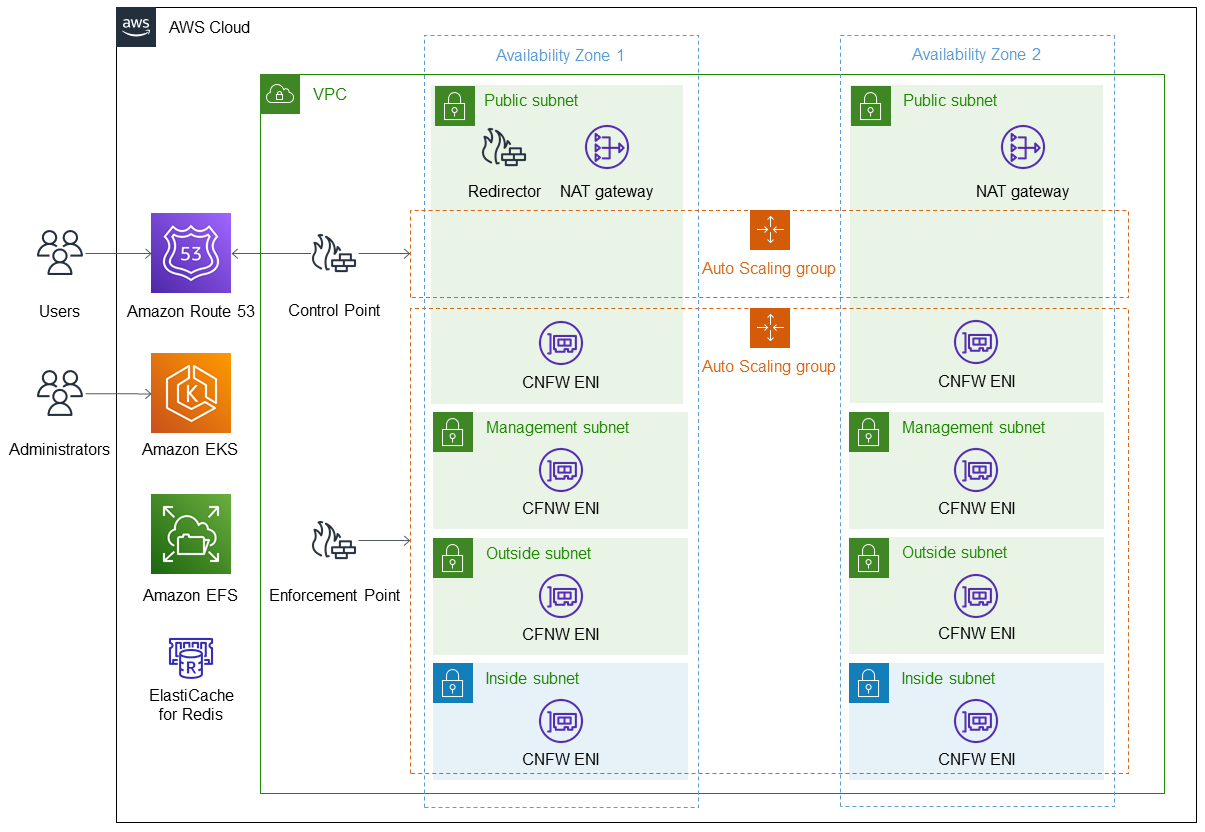 aws
AWS Cloud
Availability Zone 1
Availability Zone 2
VPC
Public subnet
Public subnet
Redirector
NAT gateway
NAT gateway
53
Auto Scaling group
Users
Amazon Route 53
Control Point
Auto Scaling group
CNFW ENI
CNFW ENI
K
Administrators
Amazon EKS
Management subnet
Management subnet
CFNW ENI
CFNW ENI
Outside subnet
Outside subnet
Amazon EFS
Enforcement Point
CFNW ENI
CFNW ENI
R
Inside subnet
Inside subnet
ElastiCache
for Redis
CNFW ENI
CNFW ENI